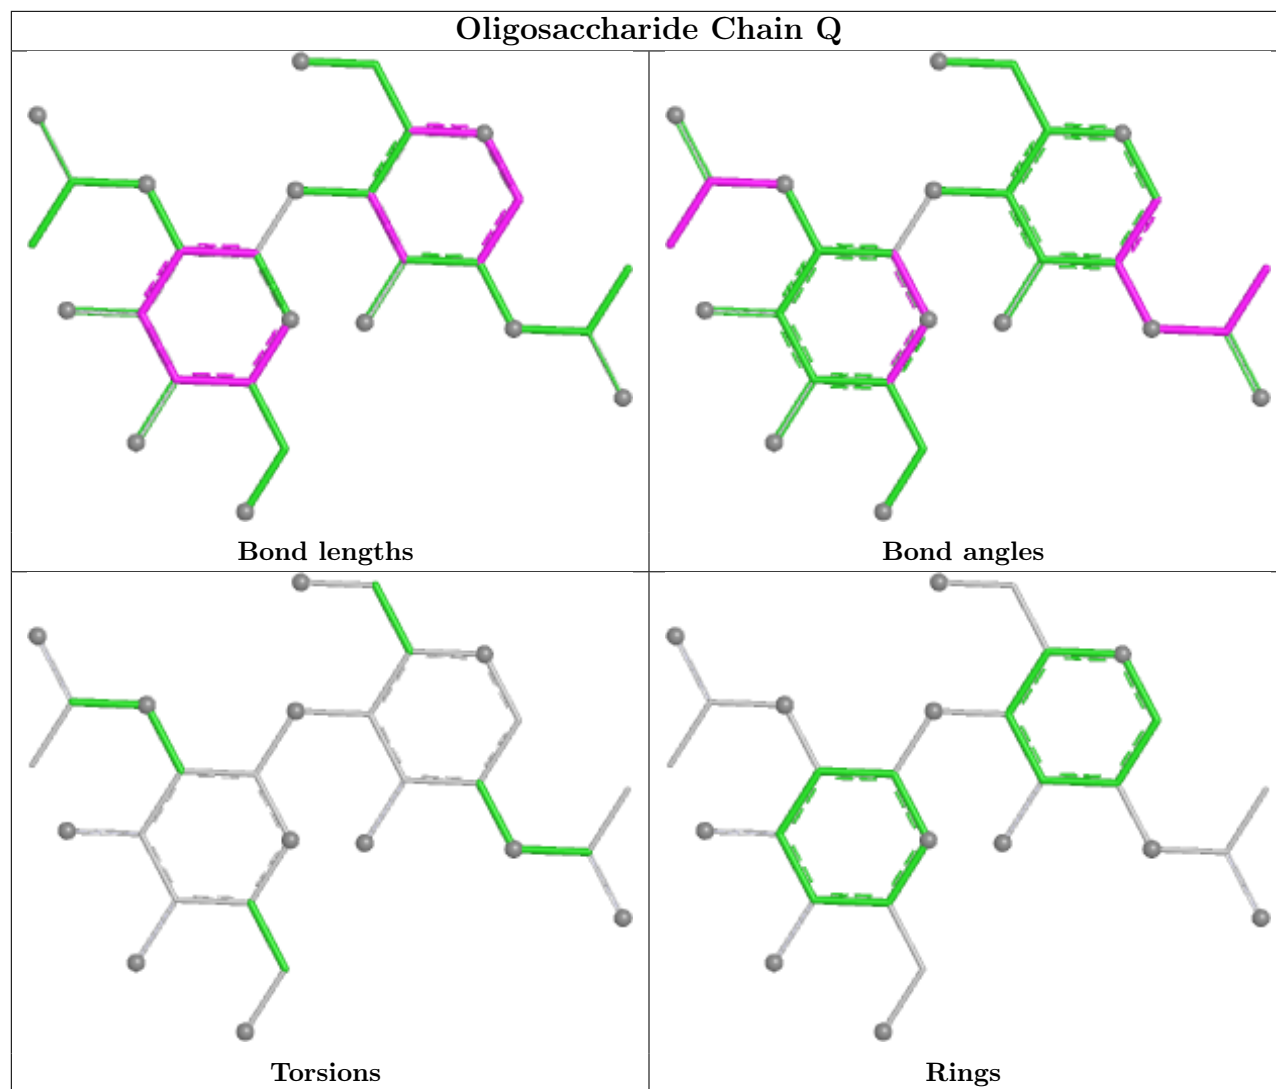 Oligosaccharide Chain Q
Bond lengths
Bond angles
Torsions
Rings